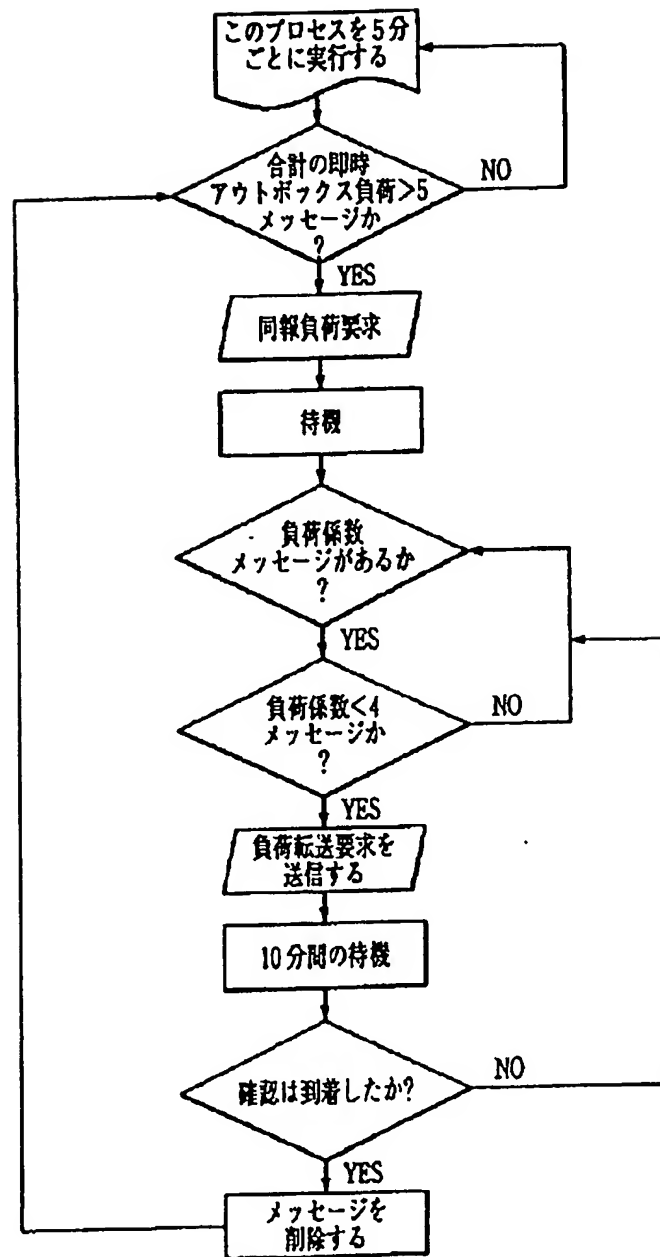 このプロセスを5分
ごとに実行する
合計の即時
アウトボックス負荷>5
メッセージか
?
NO
YES
同報負荷要求
待機
負荷係数
メッセージがあるか
?
YES
負荷係数<4
メッセージか
?
NO
YES
負荷転送要求を
送信する
10分間の待機
確認は到着したか?
NO
YES
メッセージを
削除する